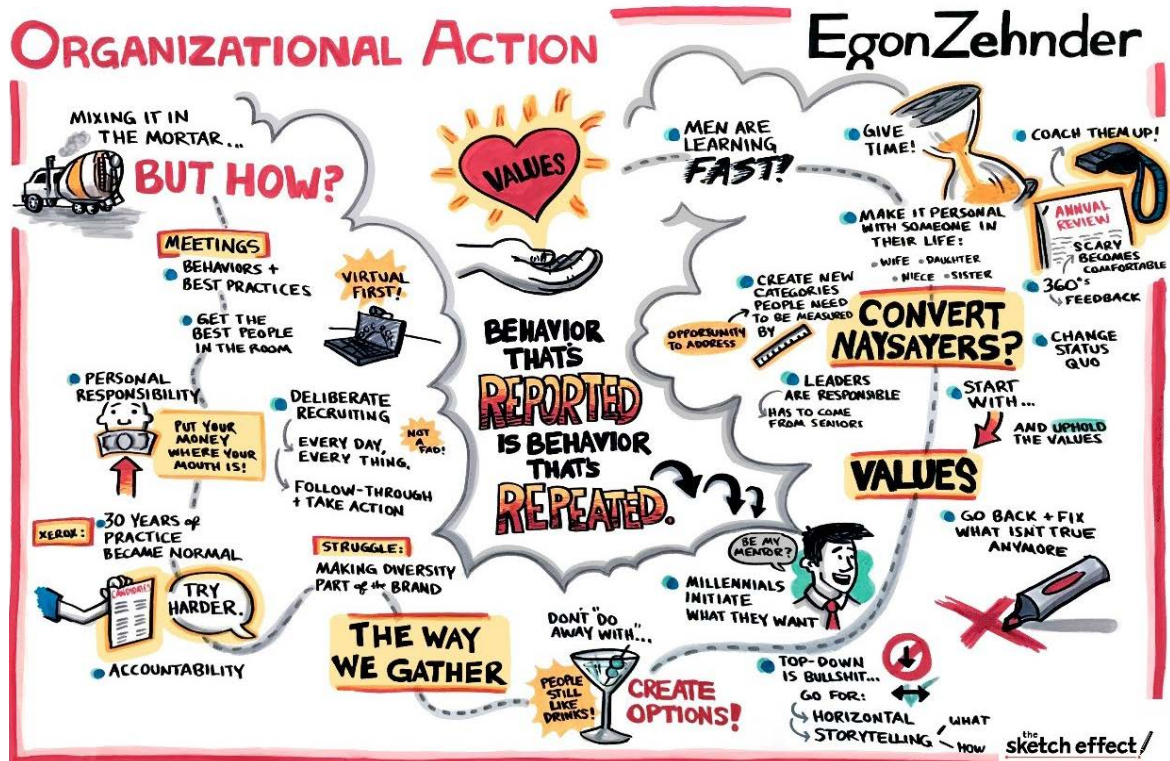 ORGANIZATIONAL ACTION
EgonZehnder
MIXING IT IN
THE MORTAR...
BUT HOW?
MEETINGS
BEHAVIORS +
BEST PRACTICES
GET THE
BEST PEOPLE
IN THE ROOM
VIRTUAL
FIRST!
PERSONAL
RESPONSIBILITY
PUT YOUR
MONEY
WHERE YOUR
MOUTH IS!
DELIBERATE
RECRUITING
NOT
A
FAD!
EVERY DAY,
EVERY THING.
FOLLOW-THROUGH
+ TAKE ACTION
XEROX:
30 YEARS of
PRACTICE
BECAME NORMAL
CANDIDATES
TRY
HARDER.
ACCOUNTABILITY
STRUGGLE:
MAKING DIVERSITY
PART of the BRAND
THE WAY
WE GATHER
DON'T "DO
AWAY WITH"...
PEOPLE
STILL
LIKE
DRINKS!
CREATE
OPTIONS!
VALUES
BEHAVIOR
THAT'S
REPORTED
IS BEHAVIOR
THAT'S
REPEATED.
MEN ARE
LEARNING
FAST!
GIVE
TIME!
COACH THEM UP!
ANNUAL
REVIEW
SCARY
BECOMES
COMFORTABLE
MAKE IT PERSONAL
WITH SOMEONE IN
THEIR LIFE:
• WIFE • DAUGHTER
• NIECE • SISTER
360°s
FEEDBACK
CREATE NEW
CATEGORIES
PEOPLE NEED
TO BE MEASURED
BY
OPPORTUNITY
TO ADDRESS
CONVERT
NAYSAYERS?
CHANGE
STATUS
QUO
LEADERS
ARE RESPONSIBLE
HAS TO COME
FROM SENIORS
START
WITH...
AND UPHOLD
THE VALUES
VALUES
GO BACK + FIX
WHAT ISN'T TRUE
ANYMORE
BE MY
MENTOR?
MILLENNIALS
INITIATE
WHAT THEY WANT
TOP-DOWN
IS BULLSHIT...
GO FOR:
HORIZONTAL
STORYTELLING
WHAT
HOW
the
sketch effect